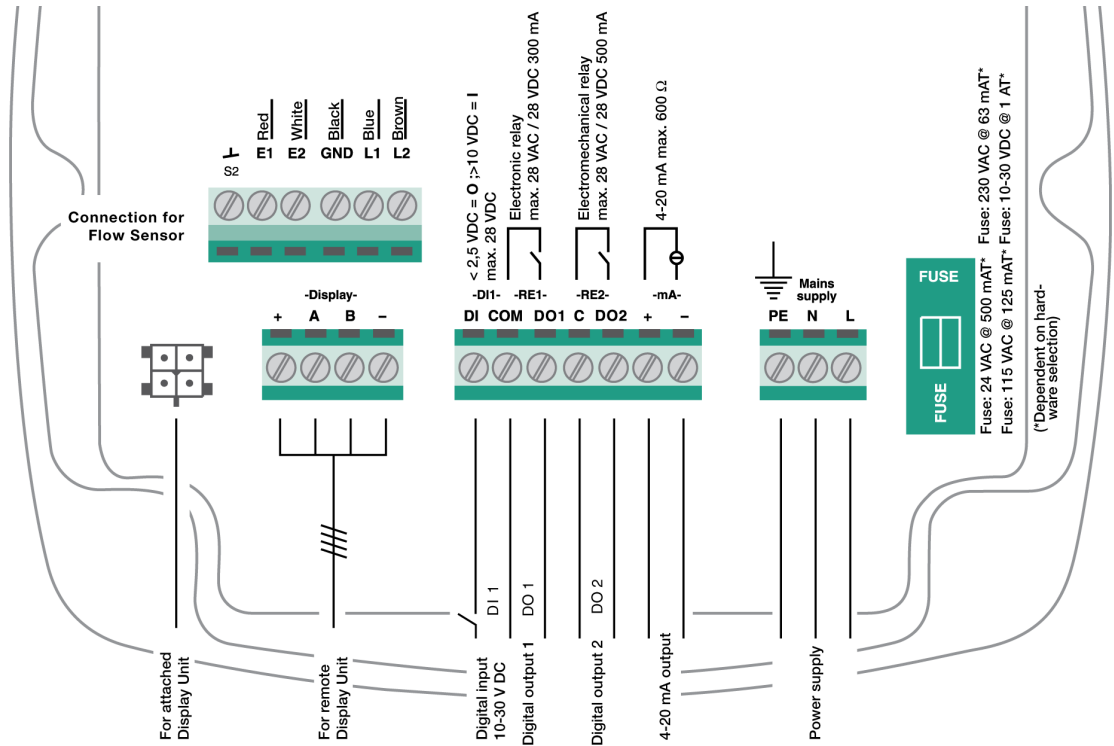 Red
White
Black
Blue
Brown
E1
E2
GND
L1
L2
S2
Connection for
Flow Sensor
< 2,5 VDC = O ;>10 VDC = I
max. 28 VDC
Electronic relay
max. 28 VAC / 28 VDC 300 mA
Electromechanical relay
max. 28 VAC / 28 VDC 500 mA
4-20 mA max. 600 Ω
-Display-
+
A
B
–
-DI1-
-RE1-
-RE2-
-mA-
DI
COM
DO1
C
DO2
+
–
Mains
supply
PE
N
L
FUSE
FUSE
Fuse: 24 VAC @ 500 mAT*
Fuse: 230 VAC @ 63 mAT*
Fuse: 115 VAC @ 125 mAT*
Fuse: 10-30 VDC @ 1 AT*
(*Dependent on hard-
ware selection)
DI 1
DO 1
DO 2
For attached
Display Unit
For remote
Display Unit
Digital input
10-30 V DC
Digital output 1
Digital output 2
4-20 mA output
Power supply